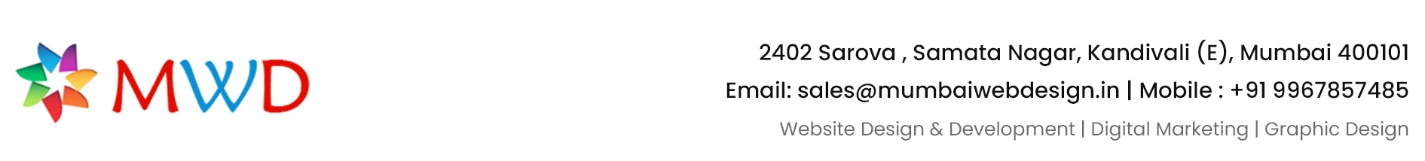 MWD
2402 Sarova , Samata Nagar, Kandivali (E), Mumbai 400101
Email: sales@mumbaiwebdesign.in | Mobile : +91 9967857485
Website Design & Development | Digital Marketing | Graphic Design